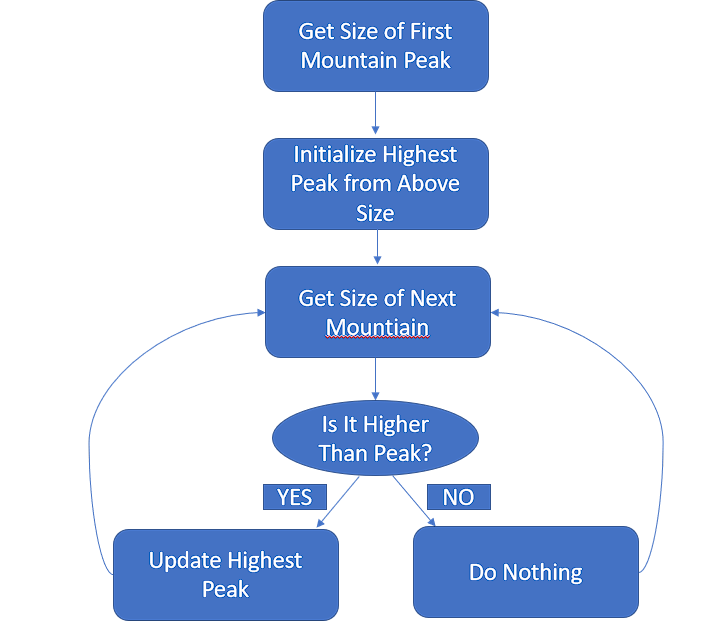 Get Size of First
Mountain Peak
Initialize Highest
Peak from Above
Size
Get Size of Next
Mountiain
Is It Higher
Than Peak?
YES
NO
Update Highest
Peak
Do Nothing